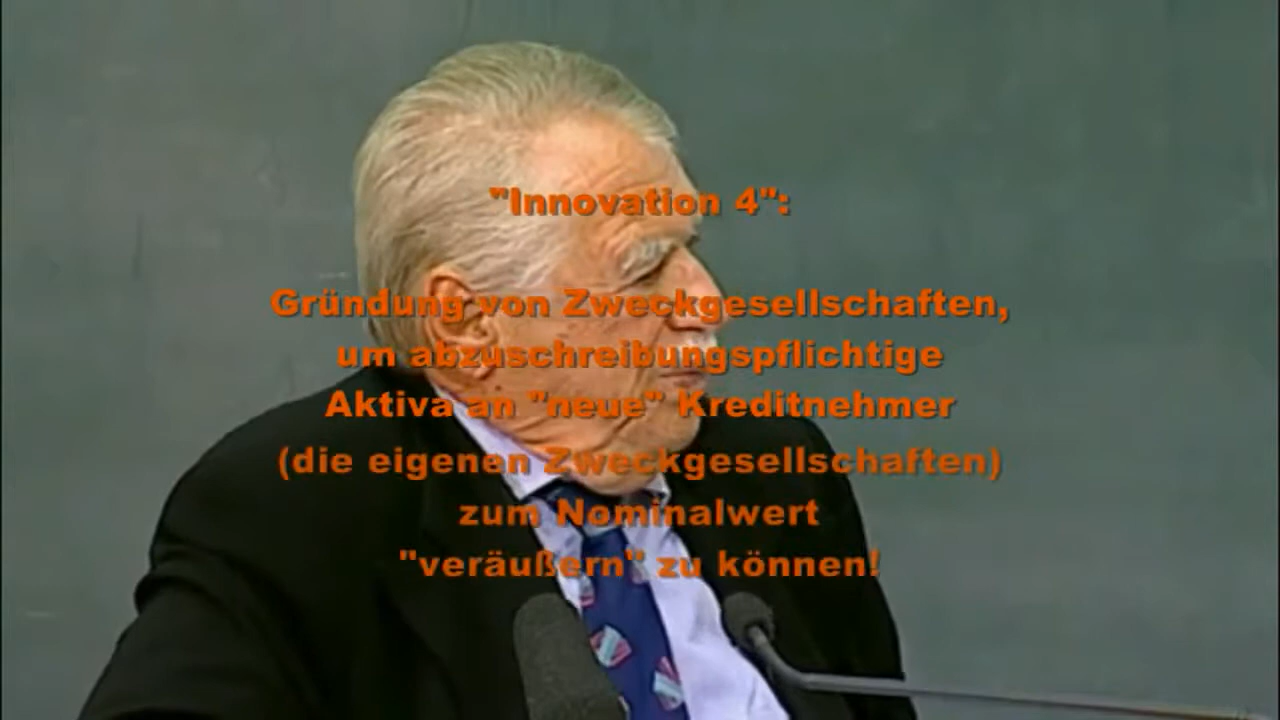 "Innovation 4":
Gründung von Zweckgesellschaften,
um abzuschreibungspflichtige
Aktiva an "neue" Kreditnehmer
(die eigenen Zweckgesellschaften)
zum Nominalwert
"veräußern" zu können!